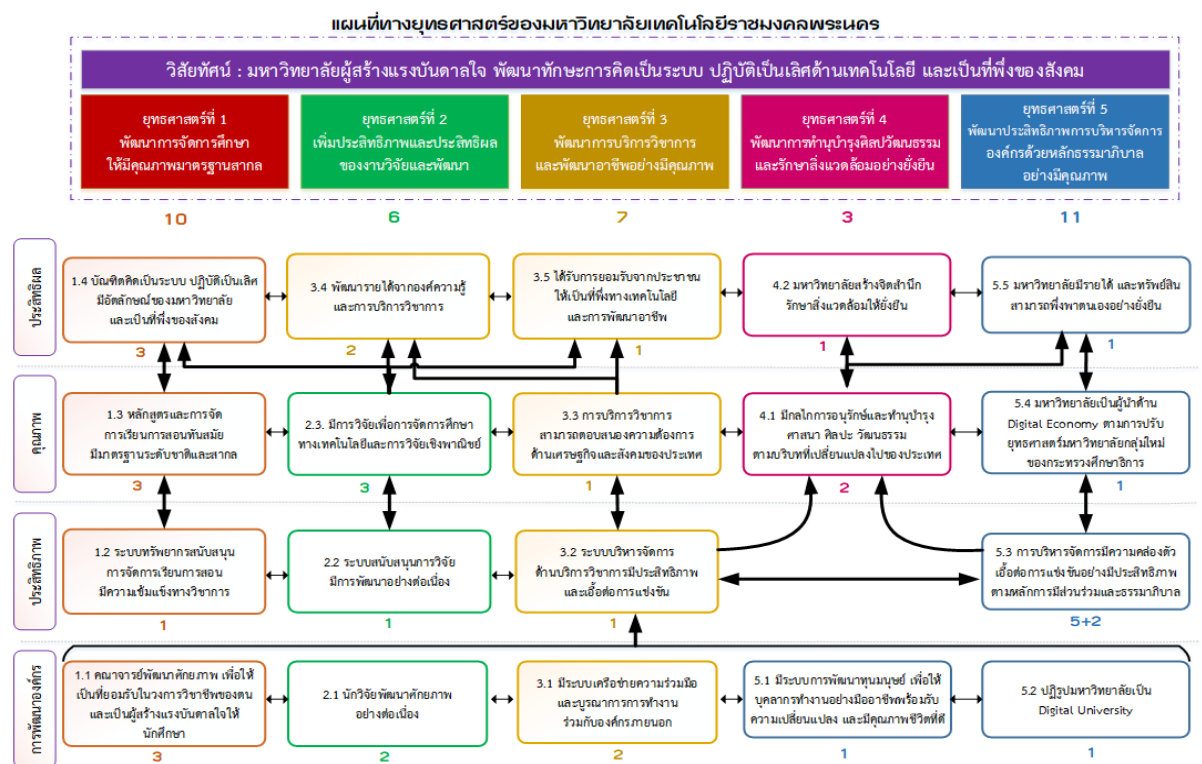 แผนที่ทางยุทธศาสตร์ของมหาวิทยาลัยเทคโนโลยีราชมงคลพระนคร
วิสัยทัศน์ : มหาวิทยาลัยผู้สร้างแรงบันดาลใจ พัฒนาทักษะการคิดเป็นระบบ ปฏิบัติเป็นเลิศด้านเทคโนโลยี และเป็นที่พึ่งของสังคม
ยุทธศาสตร์ที่ 1
พัฒนาการจัดการศึกษา
ให้มีคุณภาพมาตรฐานสากล
ยุทธศาสตร์ที่ 2
เพิ่มประสิทธิภาพและประสิทธิผล
ของงานวิจัยและพัฒนา
ยุทธศาสตร์ที่ 3
พัฒนาการบริการวิชาการ
และพัฒนาอาชีพอย่างมีคุณภาพ
ยุทธศาสตร์ที่ 4
พัฒนาการทำนุบำรุงศิลปวัฒนธรรม
และรักษาสิ่งแวดล้อมอย่างยั่งยืน
ยุทธศาสตร์ที่ 5
พัฒนาประสิทธิภาพการบริหารจัดการ
องค์กรด้วยหลักธรรมาภิบาล
อย่างมีคุณภาพ
10
6
7
3
11
ประสิทธิผล
1.4 บัณฑิตคิดเป็นระบบ ปฏิบัติเป็นเลิศ
มีอัตลักษณ์ของมหาวิทยาลัย
และเป็นที่พึ่งของสังคม
3
3.4 พัฒนารายได้จากองค์ความรู้
และการบริการวิชาการ
2
3.5 ได้รับการยอมรับจากประชาชน
ให้เป็นที่พึ่งทางเทคโนโลยี
และการพัฒนาอาชีพ
1
4.2 มหาวิทยาลัยสร้างจิตสำนึก
รักษาสิ่งแวดล้อมให้ยั่งยืน
1
5.5 มหาวิทยาลัยมีรายได้ และทรัพย์สิน
สามารถพึ่งพาตนเองอย่างยั่งยืน
1
คุณภาพ
1.3 หลักสูตรและการจัด
การเรียนการสอนทันสมัย
มีมาตรฐานระดับชาติและสากล
3
2.3. มีการวิจัยเพื่อการจัดการศึกษา
ทางเทคโนโลยีและการวิจัยเชิงพาณิชย์
3
3.3 การบริการวิชาการ
สามารถตอบสนองความต้องการ
ด้านเศรษฐกิจและสังคมของประเทศ
1
4.1 มีกลไกการอนุรักษ์และทำนุบำรุง
ศาสนา ศิลปะ วัฒนธรรม
ตามบริบทที่เปลี่ยนแปลงไปของประเทศ
2
5.4 มหาวิทยาลัยเป็นผู้นำด้าน
Digital Economy ตามการปรับ
ยุทธศาสตร์มหาวิทยาลัยกลุ่มใหม่
ของกระทรวงศึกษาธิการ
1
ประสิทธิภาพ
1.2 ระบบทรัพยากรสนับสนุน
การจัดการเรียนการสอน
มีความเข้มแข็งทางวิชาการ
1
2.2 ระบบสนับสนุนการวิจัย
มีการพัฒนาอย่างต่อเนื่อง
1
3.2 ระบบบริหารจัดการ
ด้านบริการวิชาการมีประสิทธิภาพ
และเอื้อต่อการแข่งขัน
1
5.3 การบริหารจัดการมีความคล่องตัว
เอื้อต่อการแข่งขันอย่างมีประสิทธิภาพ
ตามหลักการมีส่วนร่วมและธรรมาภิบาล
5+2
การพัฒนาองค์กร
1.1 คณาจารย์พัฒนาศักยภาพ เพื่อให้
เป็นที่ยอมรับในวงการวิชาชีพของตน
และเป็นผู้สร้างแรงบันดาลใจให้
นักศึกษา
3
2.1 นักวิจัยพัฒนาศักยภาพ
อย่างต่อเนื่อง
2
3.1 มีระบบเครือข่ายความร่วมมือ
และบูรณาการการทำงาน
ร่วมกับองค์กรภายนอก
2
5.1 มีระบบการพัฒนาทุนมนุษย์ เพื่อให้
บุคลากรทำงานอย่างมืออาชีพพร้อมรับ
ความเปลี่ยนแปลง และมีคุณภาพชีวิตที่ดี
1
5.2 ปฏิรูปมหาวิทยาลัยเป็น
Digital University
1